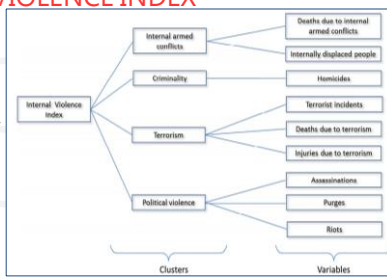 VIOLENCE INDEX
Deaths due to internal
armed conflicts
Internal armed
conflicts
Internally displaced people
Criminality
Homicides
Internal Violence
Index
Terrorist incidents
Terrorism
Deaths due to terrorism
Injuries due to terrorism
Assassinations
Political violence
Purges
Riots
Clusters
Variables